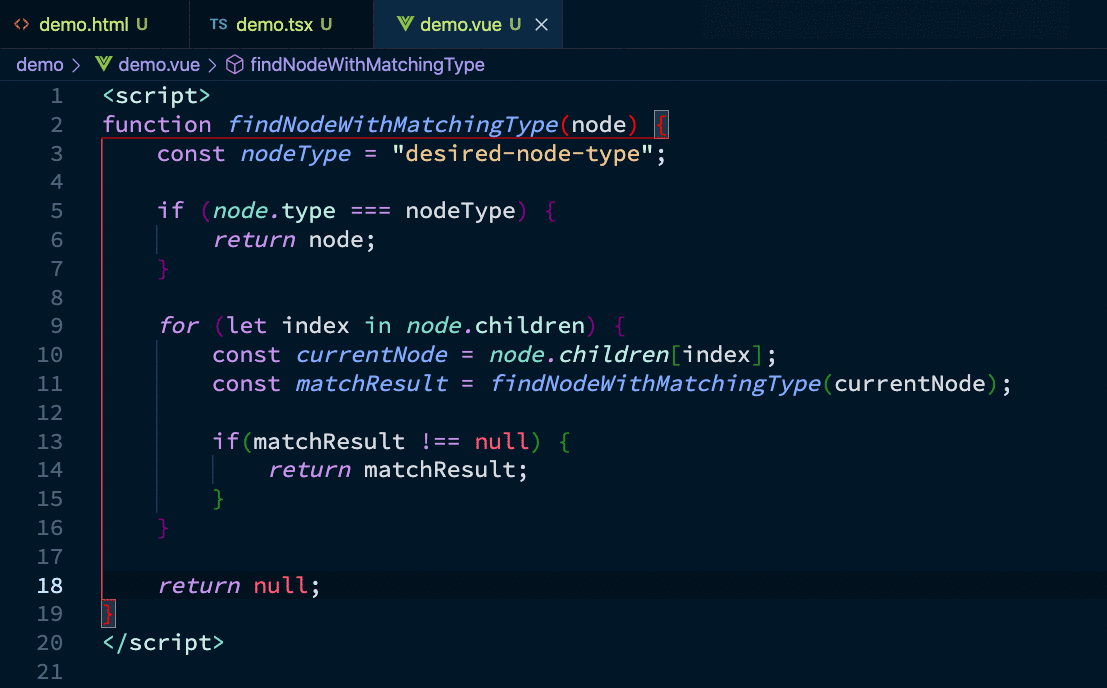 <> demo.html U TS demo.tsx U demo.vue U ×
demo > demo.vue > findNodeWithMatchingType
1 <script>
2 function findNodeWithMatchingType(node) {
3     const nodeType = "desired-node-type";
4
5     if (node.type === nodeType) {
6         return node;
7     }
8
9     for (let index in node.children) {
10         const currentNode = node.children[index];
11         const matchResult = findNodeWithMatchingType(currentNode);
12
13         if(matchResult !== null) {
14             return matchResult;
15         }
16     }
17
18     return null;
19 }
20 </script>
21